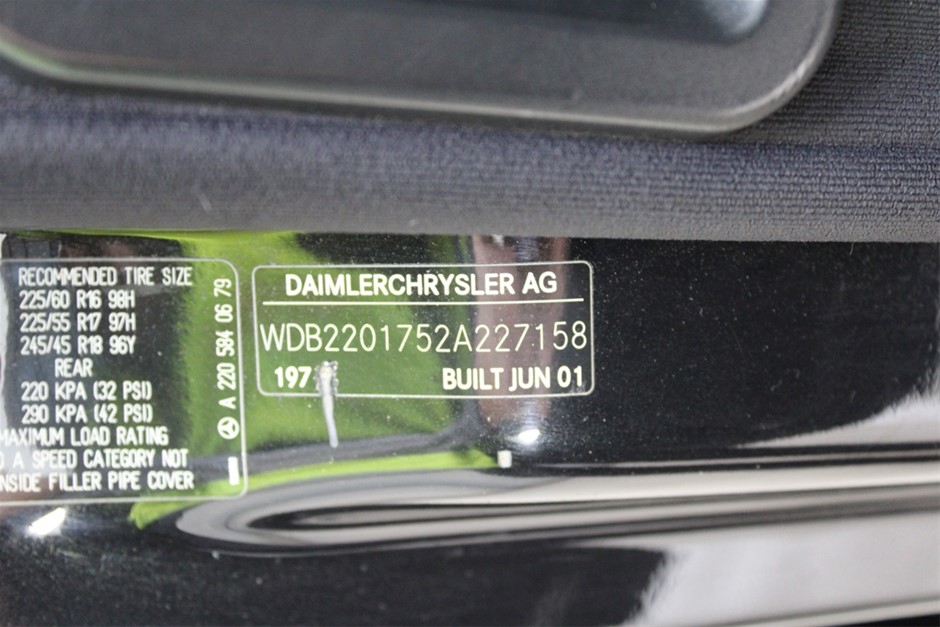 RECOMMENDED TIRE SIZE
225/60 R16 98H
225/55 R17 97H
245/45 R18 96Y
REAR
220 KPA (32 PSI)
290 KPA (42 PSI)
MAXIMUM LOAD RATING
A SPEED CATEGORY NOT
FILLER PIPE COVER
A 220 584 06 79
DAIMLERCHRYSLER AG
WDB2201752A227158
197
BUILT JUN 01